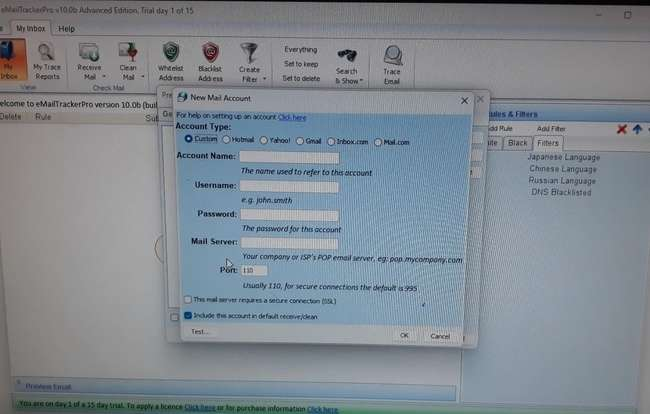 eMailTrackerPro v10.0b Advanced Edition. Trial day 1 of 15
My Inbox Help
My Inbox
My Trace Reports
Receive Mail
Clean Mail
Whitelist Address
Blacklist Address
Create Filter
Everything
Set to keep
Set to delete
Search & Show
Trace Email
View
Check Mail
elcome to eMailTrackerPro version 10.0b (buil
Delete Rule Sub
New Mail Account
For help on setting up an account Click here
Account Type:
Custom Hotmail Yahoo! Gmail Inbox.com Mail.com
Account Name:
The name used to refer to this account
Username:
e.g. john.smith
Password:
The password for this account
Mail Server:
Your company or ISP's POP email server, eg: pop.mycompany.com
Port: 110
Usually 110, for secure connections the default is 995
This mail server requires a secure connection (SSL)
Include this account in default receive/clean
Test...
OK
Cancel
ules & Filters
dd Rule Add Filter
ite Black Filters
Japanese Language
Chinese Language
Russian Language
DNS Blacklisted
Preview Email
You are on day 1 of a 15 day trial. To apply a licence Click here or for purchase information Click here